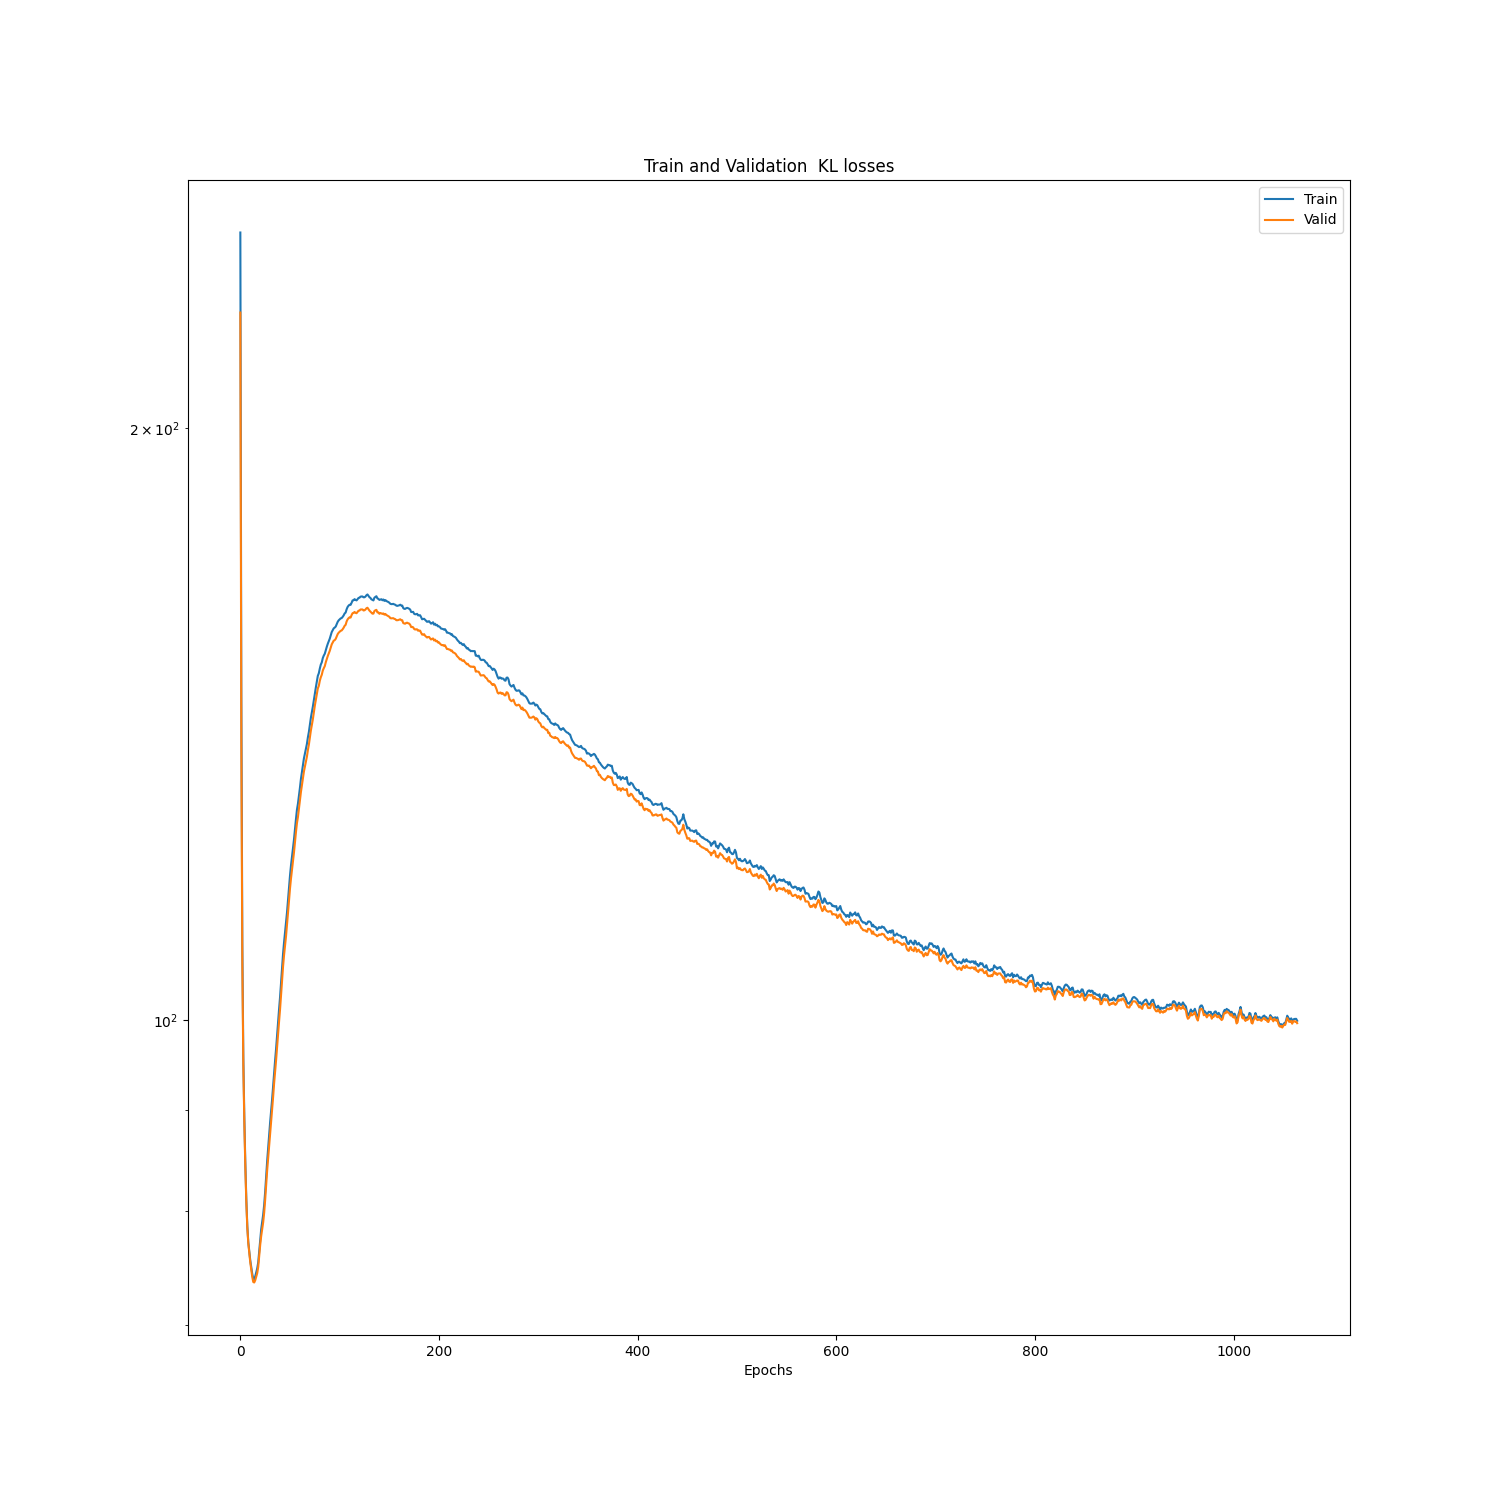 Train and Validation  KL losses
Train
Valid
2 × 10²
10²
0 200 400 600 800 1000
Epochs